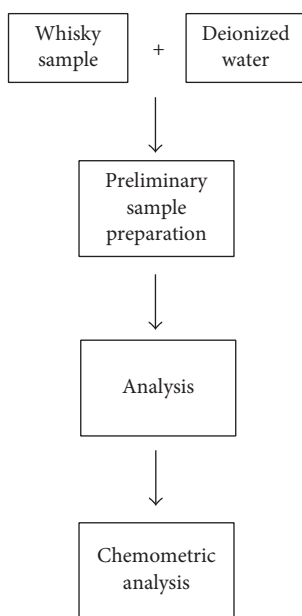 Whisky
sample
+
Deionized
water
Preliminary
sample
preparation
Analysis
Chemometric
analysis